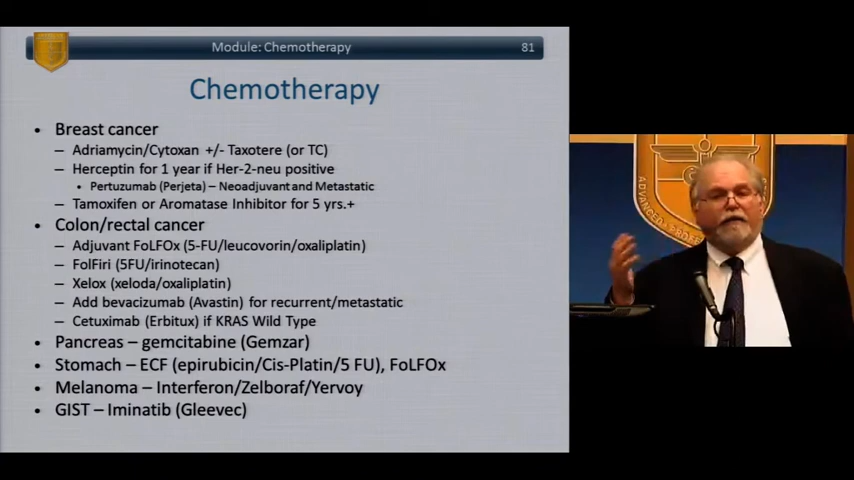 Module: Chemotherapy 81
Chemotherapy
• Breast cancer
– Adriamycin/Cytoxan +/- Taxotere (or TC)
– Herceptin for 1 year if Her-2-neu positive
• Pertuzumab (Perjeta) – Neoadjuvant and Metastatic
– Tamoxifen or Aromatase Inhibitor for 5 yrs.+
• Colon/rectal cancer
– Adjuvant FoLFOx (5-FU/leucovorin/oxaliplatin)
– FolFiri (5FU/irinotecan)
– Xelox (xeloda/oxaliplatin)
– Add bevacizumab (Avastin) for recurrent/metastatic
– Cetuximab (Erbitux) if KRAS Wild Type
• Pancreas – gemcitabine (Gemzar)
• Stomach – ECF (epirubicin/Cis-Platin/5 FU), FoLFOx
• Melanoma – Interferon/Zelboraf/Yervoy
• GIST – Iminatib (Gleevec)
ADVANCED